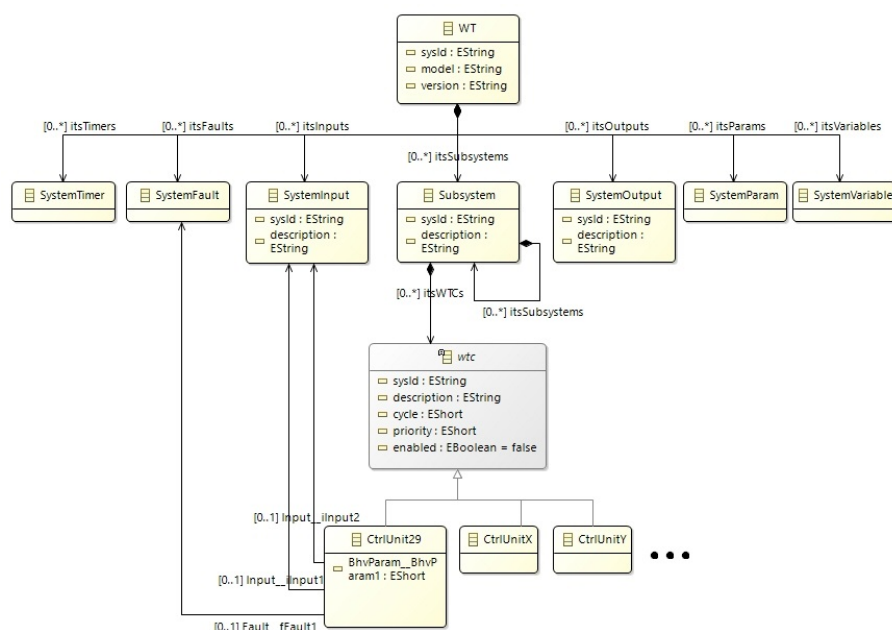 WT
sysId : EString
model : EString
version : EString
[0..*] itsTimers
[0..*] itsFaults
[0..*] itsInputs
[0..*] itsOutputs
[0..*] itsParams
[0..*] itsVariables
[0..*] itsSubsystems
SystemTimer
SystemFault
SystemInput
sysId : EString
description :
EString
Subsystem
sysId : EString
description :
EString
SystemOutput
sysId : EString
description :
EString
SystemParam
SystemVariable
[0..*] itsWTCs
[0..*] itsSubsystems
wtc
sysId : EString
description : EString
cycle : EShort
priority : EShort
enabled : EBoolean = false
[0..1] Input__iInput2
CtrlUnit29
BhvParam__BhvP
aram1 : EShort
CtrlUnitX
CtrlUnitY
[0..1] Input__iInput1
[0..1] Fault__fFault1